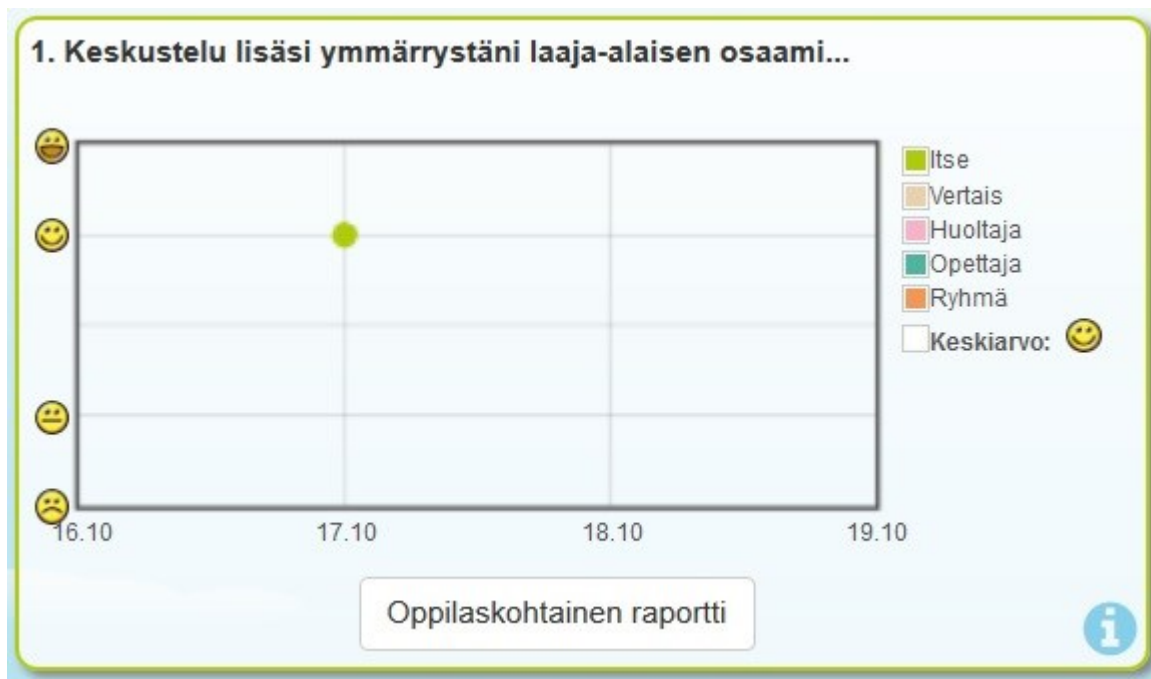 1. Keskustelu lisäsi ymmärrystäni laaja-alaisen osaami...
Itse
Vertais
Huoltaja
Opettaja
Ryhmä
Keskiarvo:
16.10 17.10 18.10 19.10
Oppilaskohtainen raportti